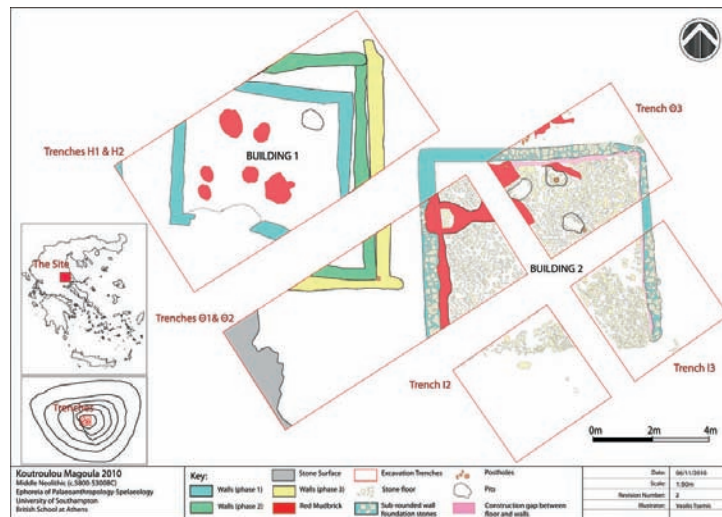 Trenches H1 & H2
BUILDING 1
Trench Θ3
The Site
BUILDING 2
Trenches Θ1 & Θ2
Trench I2
Trench I3
Trenches
0m 2m 4m
Koutroulou Magoula 2010
Middle Neolithic (c.5800-5300BC)
Ephoreia of Palaeoanthropology-Spelaeology
University of Southampton
British School at Athens
Key:
Walls (phase 1)
Walls (phase 2)
Stone Surface
Walls (phase 3)
Red Mudbrick
Excavation Trenches
Stone floor
Sub-rounded wall
foundation stones
Postholes
Pits
Construction gap between
floor and walls
Date: 06/11/2010
Scale: 1:50m
Revision Number: 2
Illustrator: